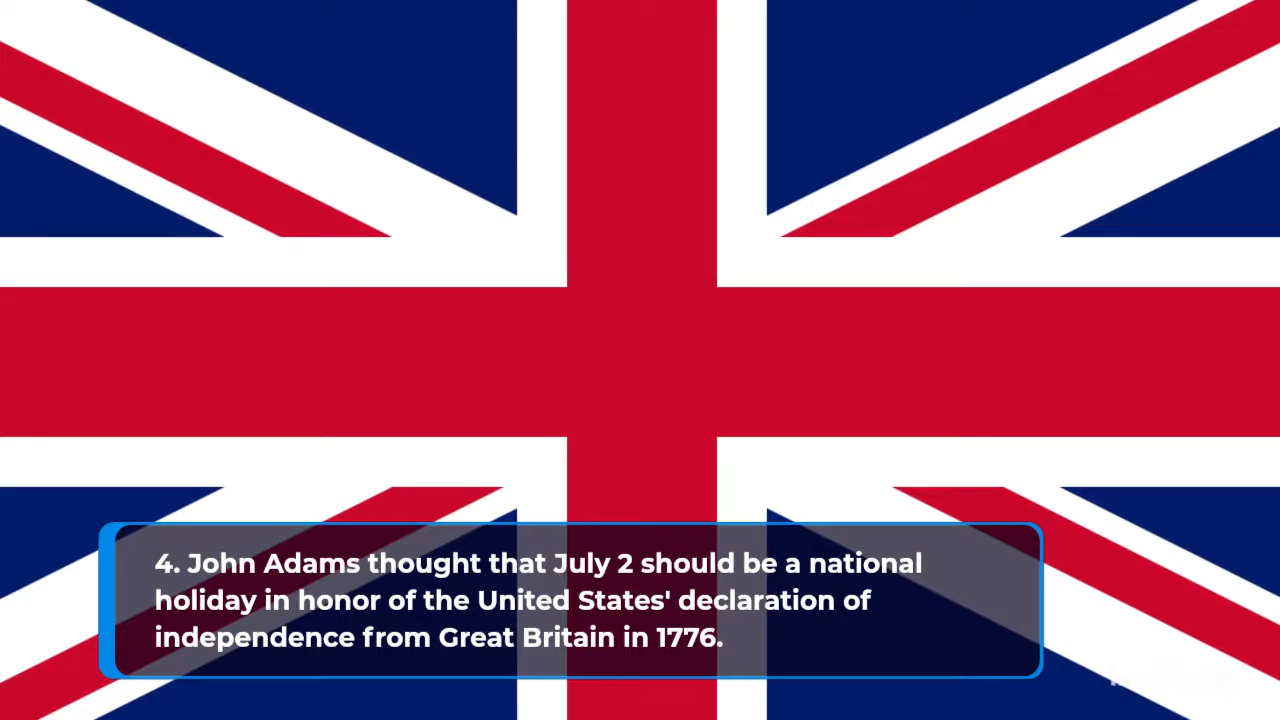 4. John Adams thought that July 2 should be a national
holiday in honor of the United States' declaration of
independence from Great Britain in 1776.